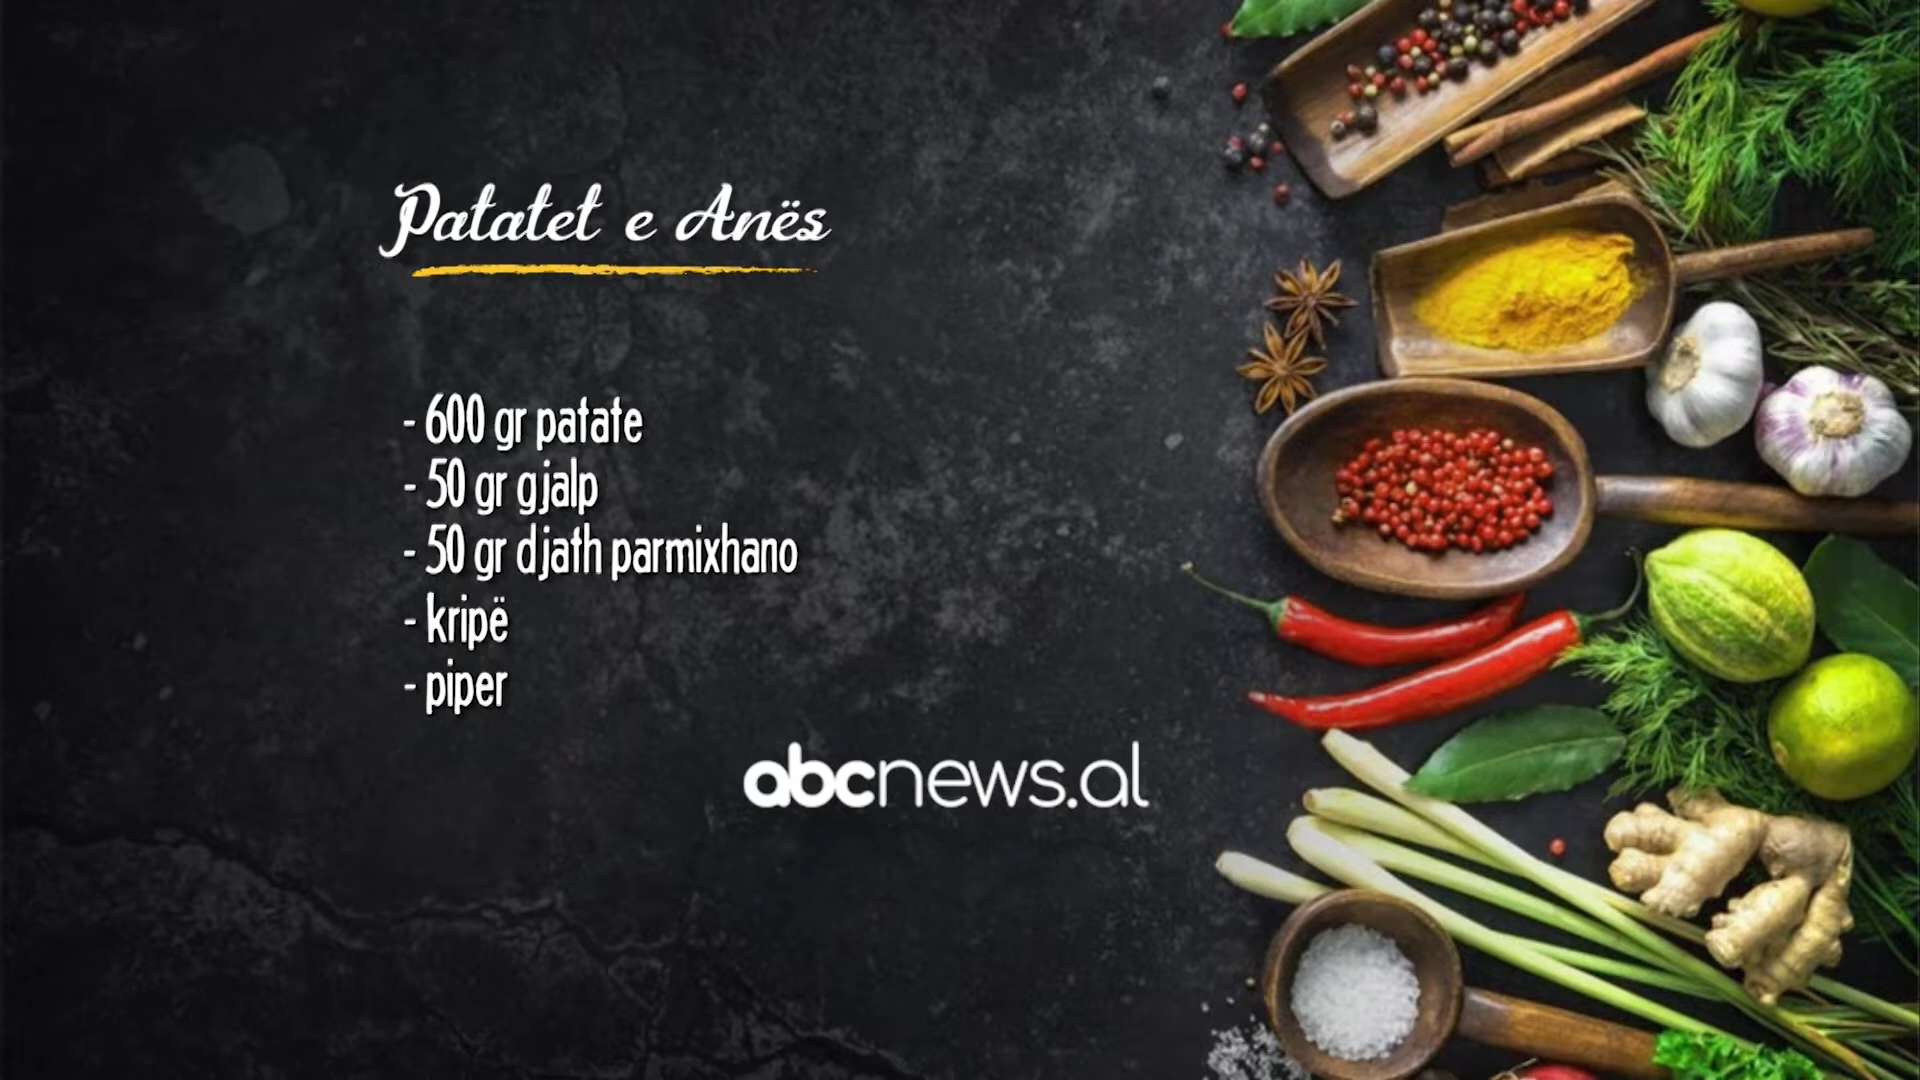 Patatet e Anës
- 600 gr patate
- 50 gr gjalp
- 50 gr djath parmixhano
- kripë
- piper
abcnews.al